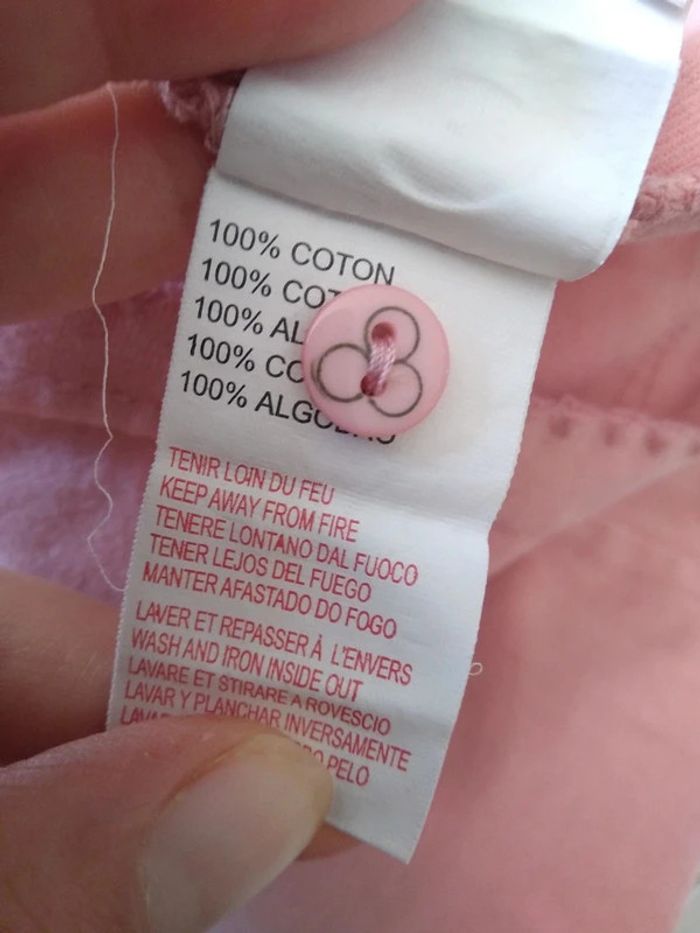 100% COTON
100%
100%
100%
100%
TENIR LOIN DU FEU
KEEP AWAY FROM FIRE
TENERE LONTANO DAL FUOCO
TENER LEJOS DEL FUEGO
MANTER AFASTADO DO FOGO
LAVER ET REPASSER À L'ENVERS
WASH AND IRON INSIDE OUT
LAVARE ET STIRARE A ROVESCIO
LAVAR Y PLANCHAR INVERSAMENTE
PELO